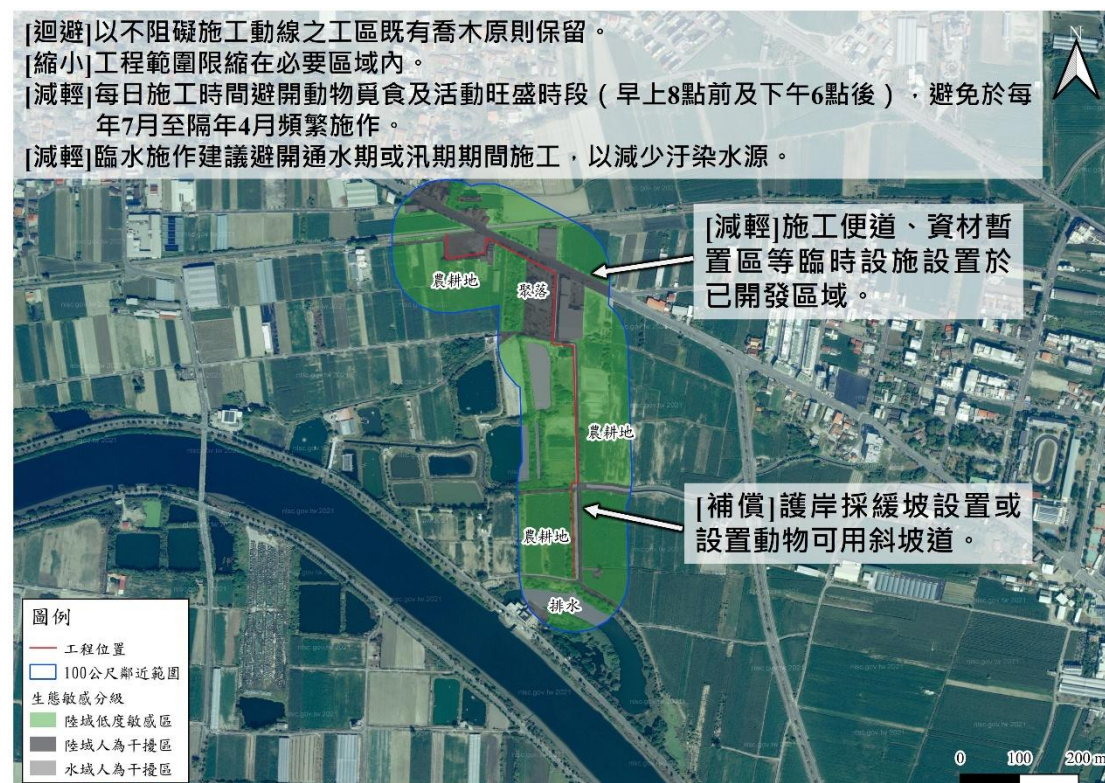 [迴避]以不阻礙施工動線之工區既有喬木原則保留。
[縮小]工程範圍限縮在必要區域內。
[減輕]每日施工時間避開動物覓食及活動旺盛時段（早上8點前及下午6點後），避免於每
年7月至隔年4月頻繁施作。
[減輕]臨水施作建議避開通水期或汛期期間施工，以減少汙染水源。
N
[減輕]施工便道、資材暫
置區等臨時設施設置於
已開發區域。
農耕地
聚落
農耕地
[補償]護岸採緩坡設置或
設置動物可用斜坡道。
農耕地
排水
圖例
工程位置
100公尺鄰近範圍
生態敏感分級
陸域低度敏感區
陸域人為干擾區
水域人為干擾區
0 100 200 m